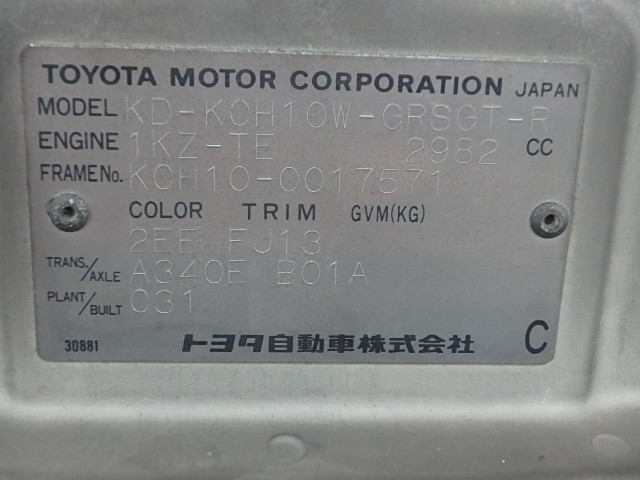 TOYOTA MOTOR CORPORATION JAPAN
MODEL KD-KCH10W-GRSGT-R
ENGINE 1KZ-TE 2982 CC
FRAME No. KCH10-0017571
COLOR TRIM GVM(KG)
2EE FJ13
TRANS./AXLE A340E B01A
PLANT/BUILT C31
30881 トヨタ自動車株式会社 C